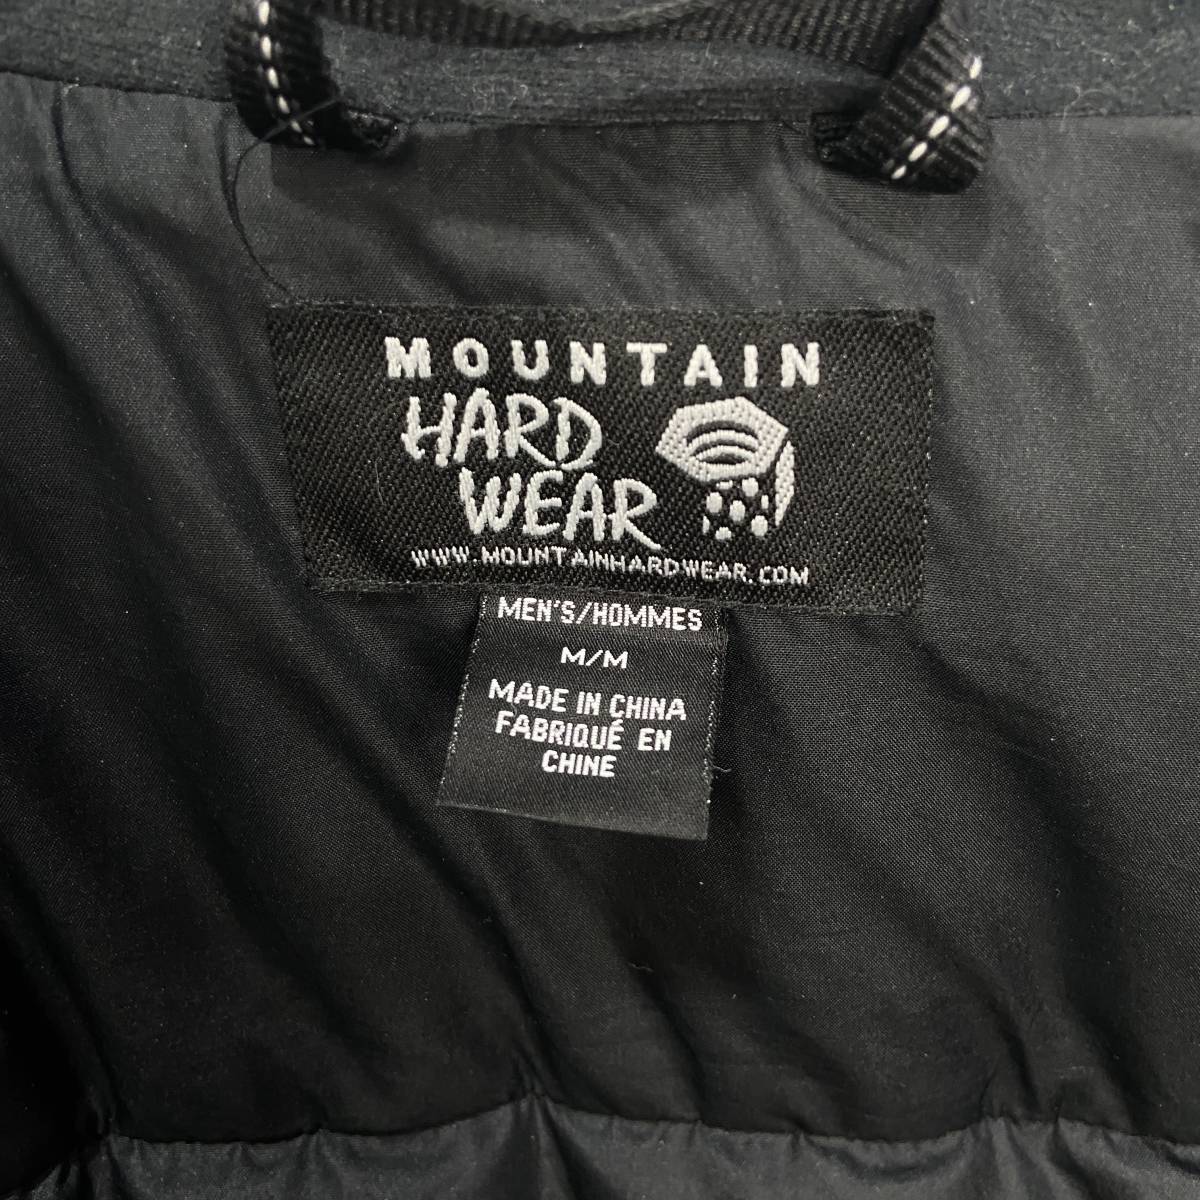 MOUNTAIN
HARD
WEAR
WWW.MOUNTAINHARDWEAR.COM
MEN'S/HOMMES
M/M
MADE IN CHINA
FABRIQUÉ EN
CHINE